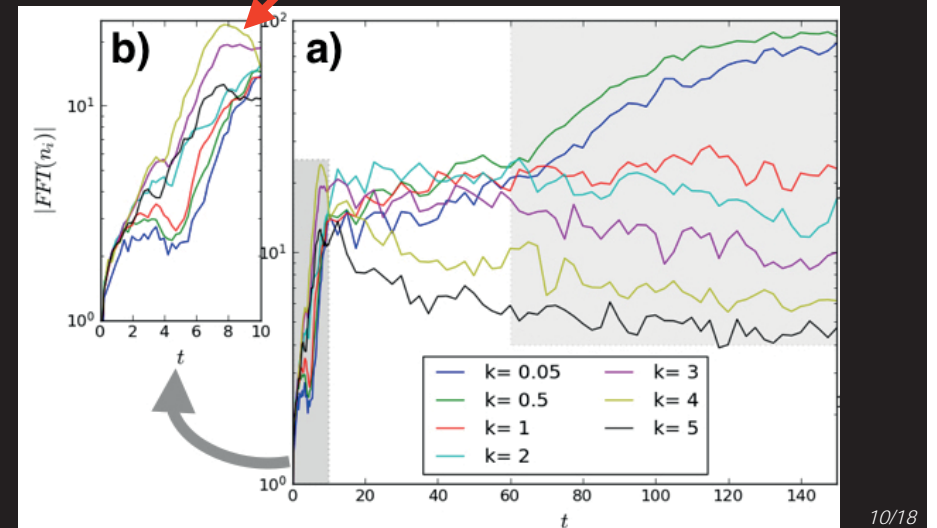 b)
a)
10²
10¹
10⁰
|FFT(n_i)|
0 2 4 6 8 10
t
10¹
10⁰
0 20 40 60 80 100 120 140
t
k= 0.05
k= 0.5
k= 1
k= 2
k= 3
k= 4
k= 5
10/18